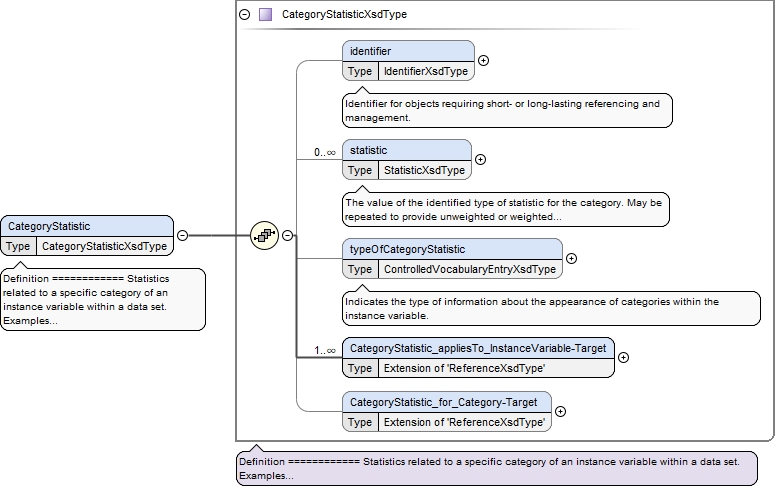 CategoryStatisticXsdType
identifier
Type IdentifierXsdType
Identifier for objects requiring short- or long-lasting referencing and
management.
0..∞
statistic
Type StatisticXsdType
The value of the identified type of statistic for the category. May be
repeated to provide unweighted or weighted...
CategoryStatistic
Type CategoryStatisticXsdType
Definition ============ Statistics
related to a specific category of an
instance variable within a data set.
Examples...
typeOfCategoryStatistic
Type ControlledVocabularyEntryXsdType
Indicates the type of information about the appearance of categories within the
instance variable.
1..∞
CategoryStatistic_appliesTo_InstanceVariable-Target
Type Extension of 'ReferenceXsdType'
CategoryStatistic_for_Category-Target
Type Extension of 'ReferenceXsdType'
Definition ============ Statistics related to a specific category of an instance variable within a data set.
Examples...